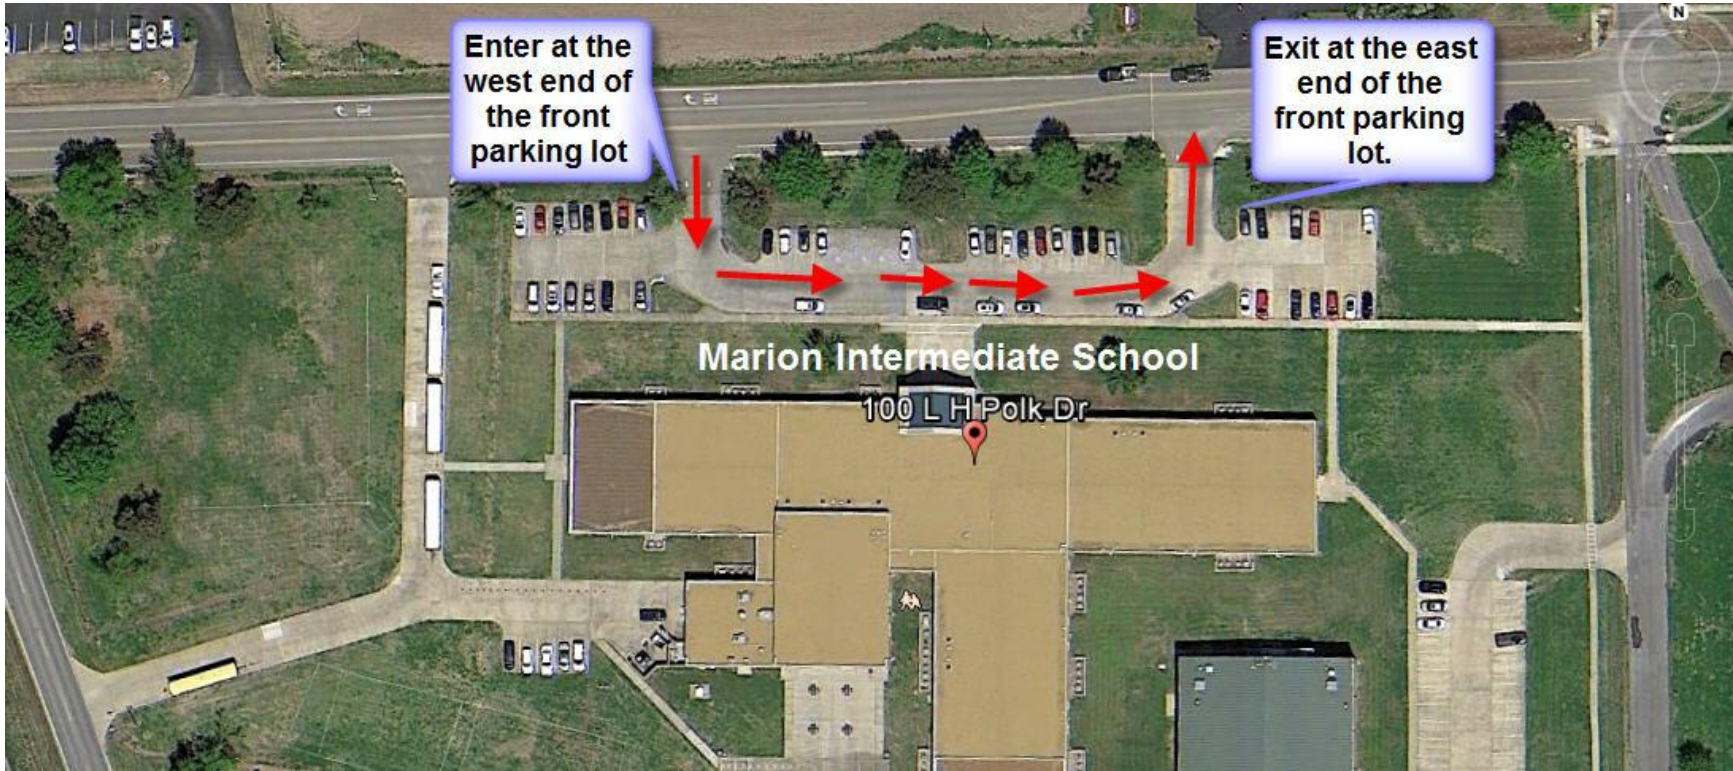 Enter at the
west end of
the front
parking lot
Exit at the east
end of the
front parking
lot.
N
Marion Intermediate School
100 L H Polk Dr